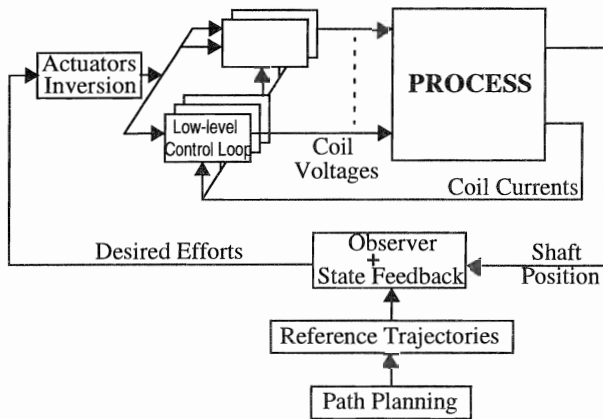 Actuators
Inversion
PROCESS
Low-level
Control Loop
Coil
Voltages
Coil Currents
Desired Efforts
Observer
+
State Feedback
Shaft
Position
Reference Trajectories
Path Planning